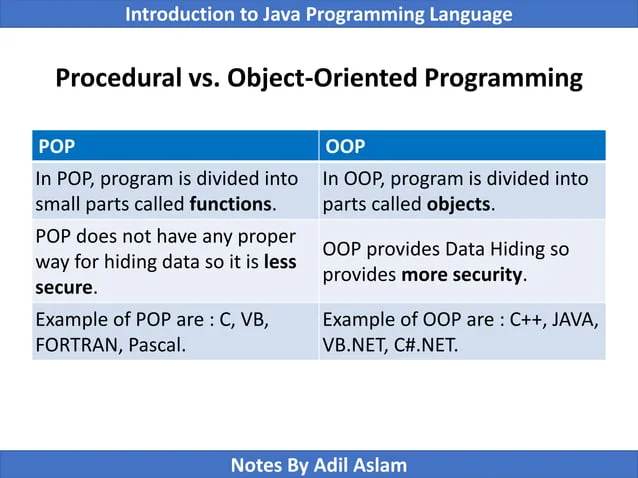 Introduction to Java Programming Language
Procedural vs. Object-Oriented Programming
POP
OOP
In POP, program is divided into
small parts called functions.
In OOP, program is divided into
parts called objects.
POP does not have any proper
way for hiding data so it is less
secure.
OOP provides Data Hiding so
provides more security.
Example of POP are : C, VB,
FORTRAN, Pascal.
Example of OOP are : C++, JAVA,
VB.NET, C#.NET.
Notes By Adil Aslam